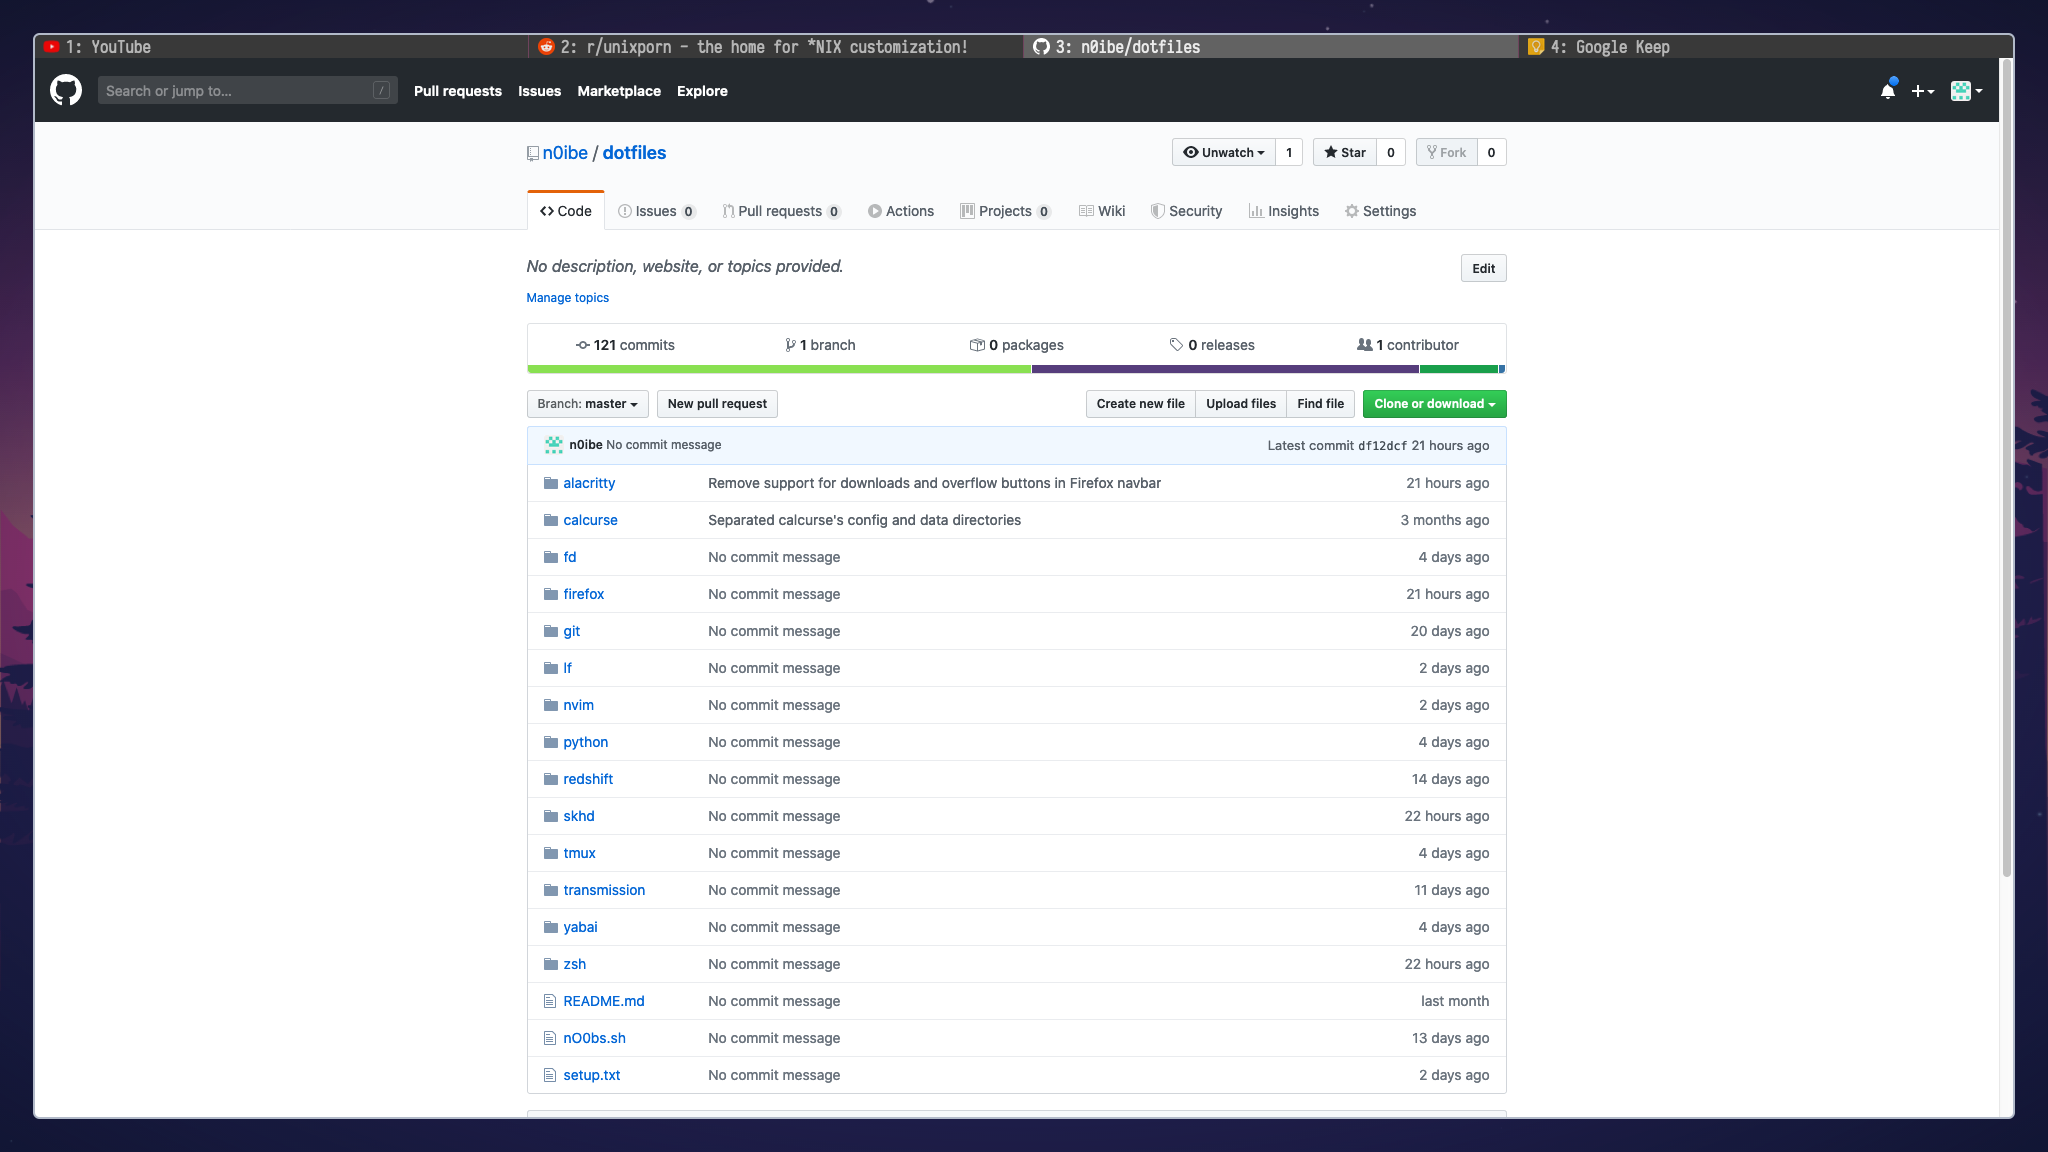 1: YouTube
2: r/unixporn - the home for *NIX customization!
3: n0ibe/dotfiles
4: Google Keep
Search or jump to... /
Pull requests Issues Marketplace Explore
n0ibe / dotfiles
Unwatch 1 Star 0 Fork 0
Code Issues 0 Pull requests 0 Actions Projects 0 Wiki Security Insights Settings
No description, website, or topics provided.
Edit
Manage topics
121 commits 1 branch 0 packages 0 releases 1 contributor
Branch: master New pull request Create new file Upload files Find file Clone or download
n0ibe No commit message Latest commit df12dcf 21 hours ago
alacritty Remove support for downloads and overflow buttons in Firefox navbar 21 hours ago
calcurse Separated calcurse's config and data directories 3 months ago
fd No commit message 4 days ago
firefox No commit message 21 hours ago
git No commit message 20 days ago
lf No commit message 2 days ago
nvim No commit message 2 days ago
python No commit message 4 days ago
redshift No commit message 14 days ago
skhd No commit message 22 hours ago
tmux No commit message 4 days ago
transmission No commit message 11 days ago
yabai No commit message 4 days ago
zsh No commit message 22 hours ago
README.md No commit message last month
nO0bs.sh No commit message 13 days ago
setup.txt No commit message 2 days ago